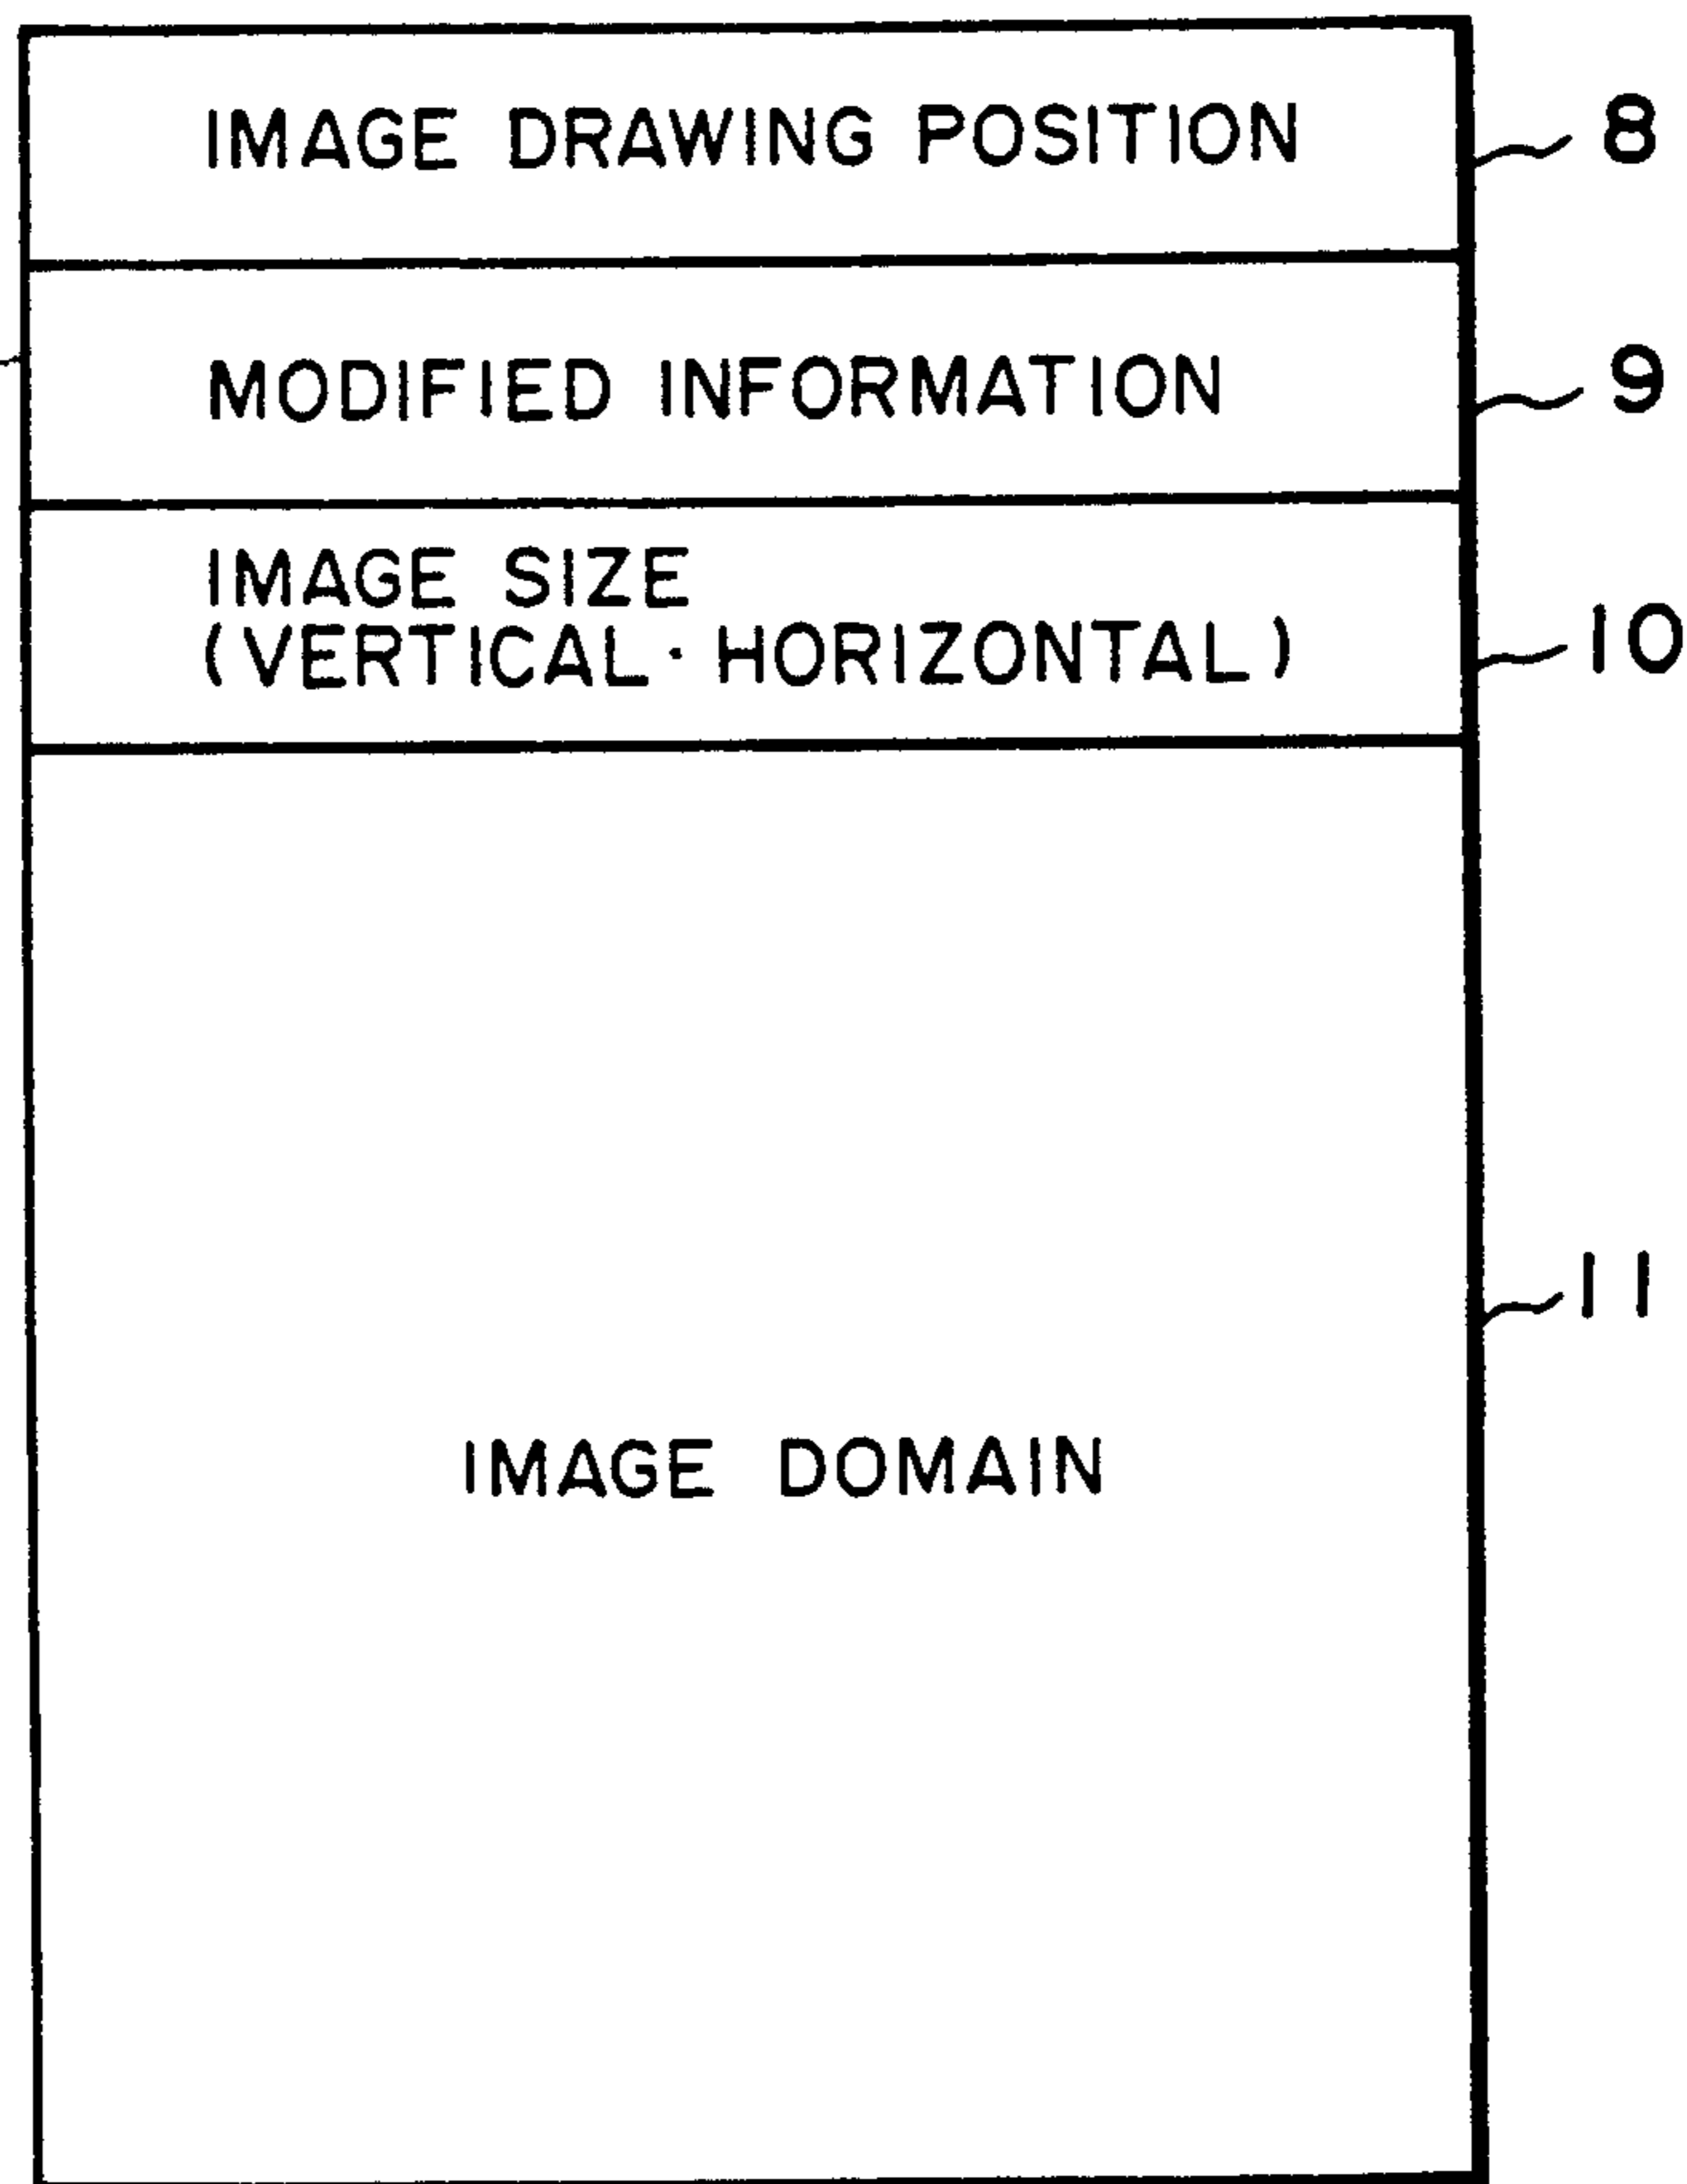 IMAGE DRAWING POSITION 8
MODIFIED INFORMATION 9
IMAGE SIZE
(VERTICAL· HORIZONTAL) 10
11
IMAGE DOMAIN